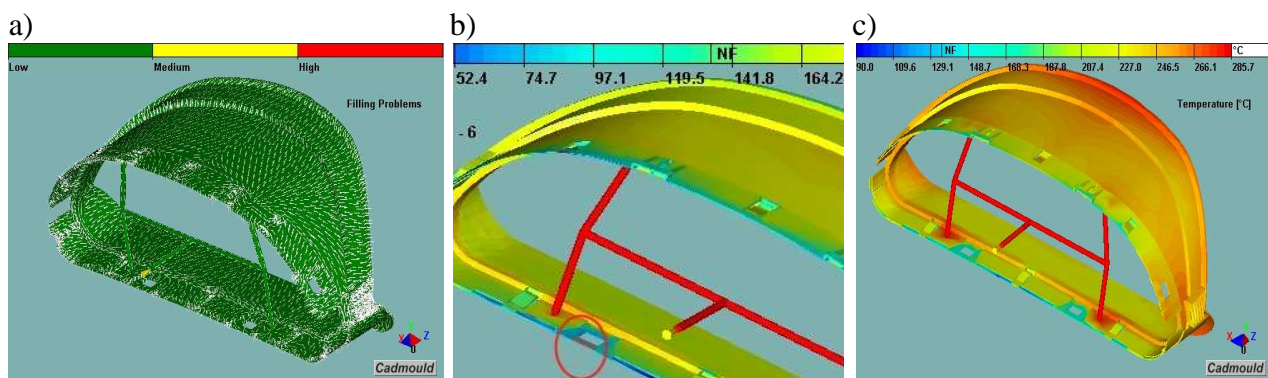 a)
Low Medium High
Filling Problems
Y
X Z
0
Cadmould
b)
NF
52.4 74.7 97.1 119.5 141.8 164.2
- 6
c)
NF °C
90.0 109.6 129.1 148.7 168.3 187.8 207.4 227.0 246.5 266.1 285.7
Temperature [°C]
Y
X Z
0
Cadmould